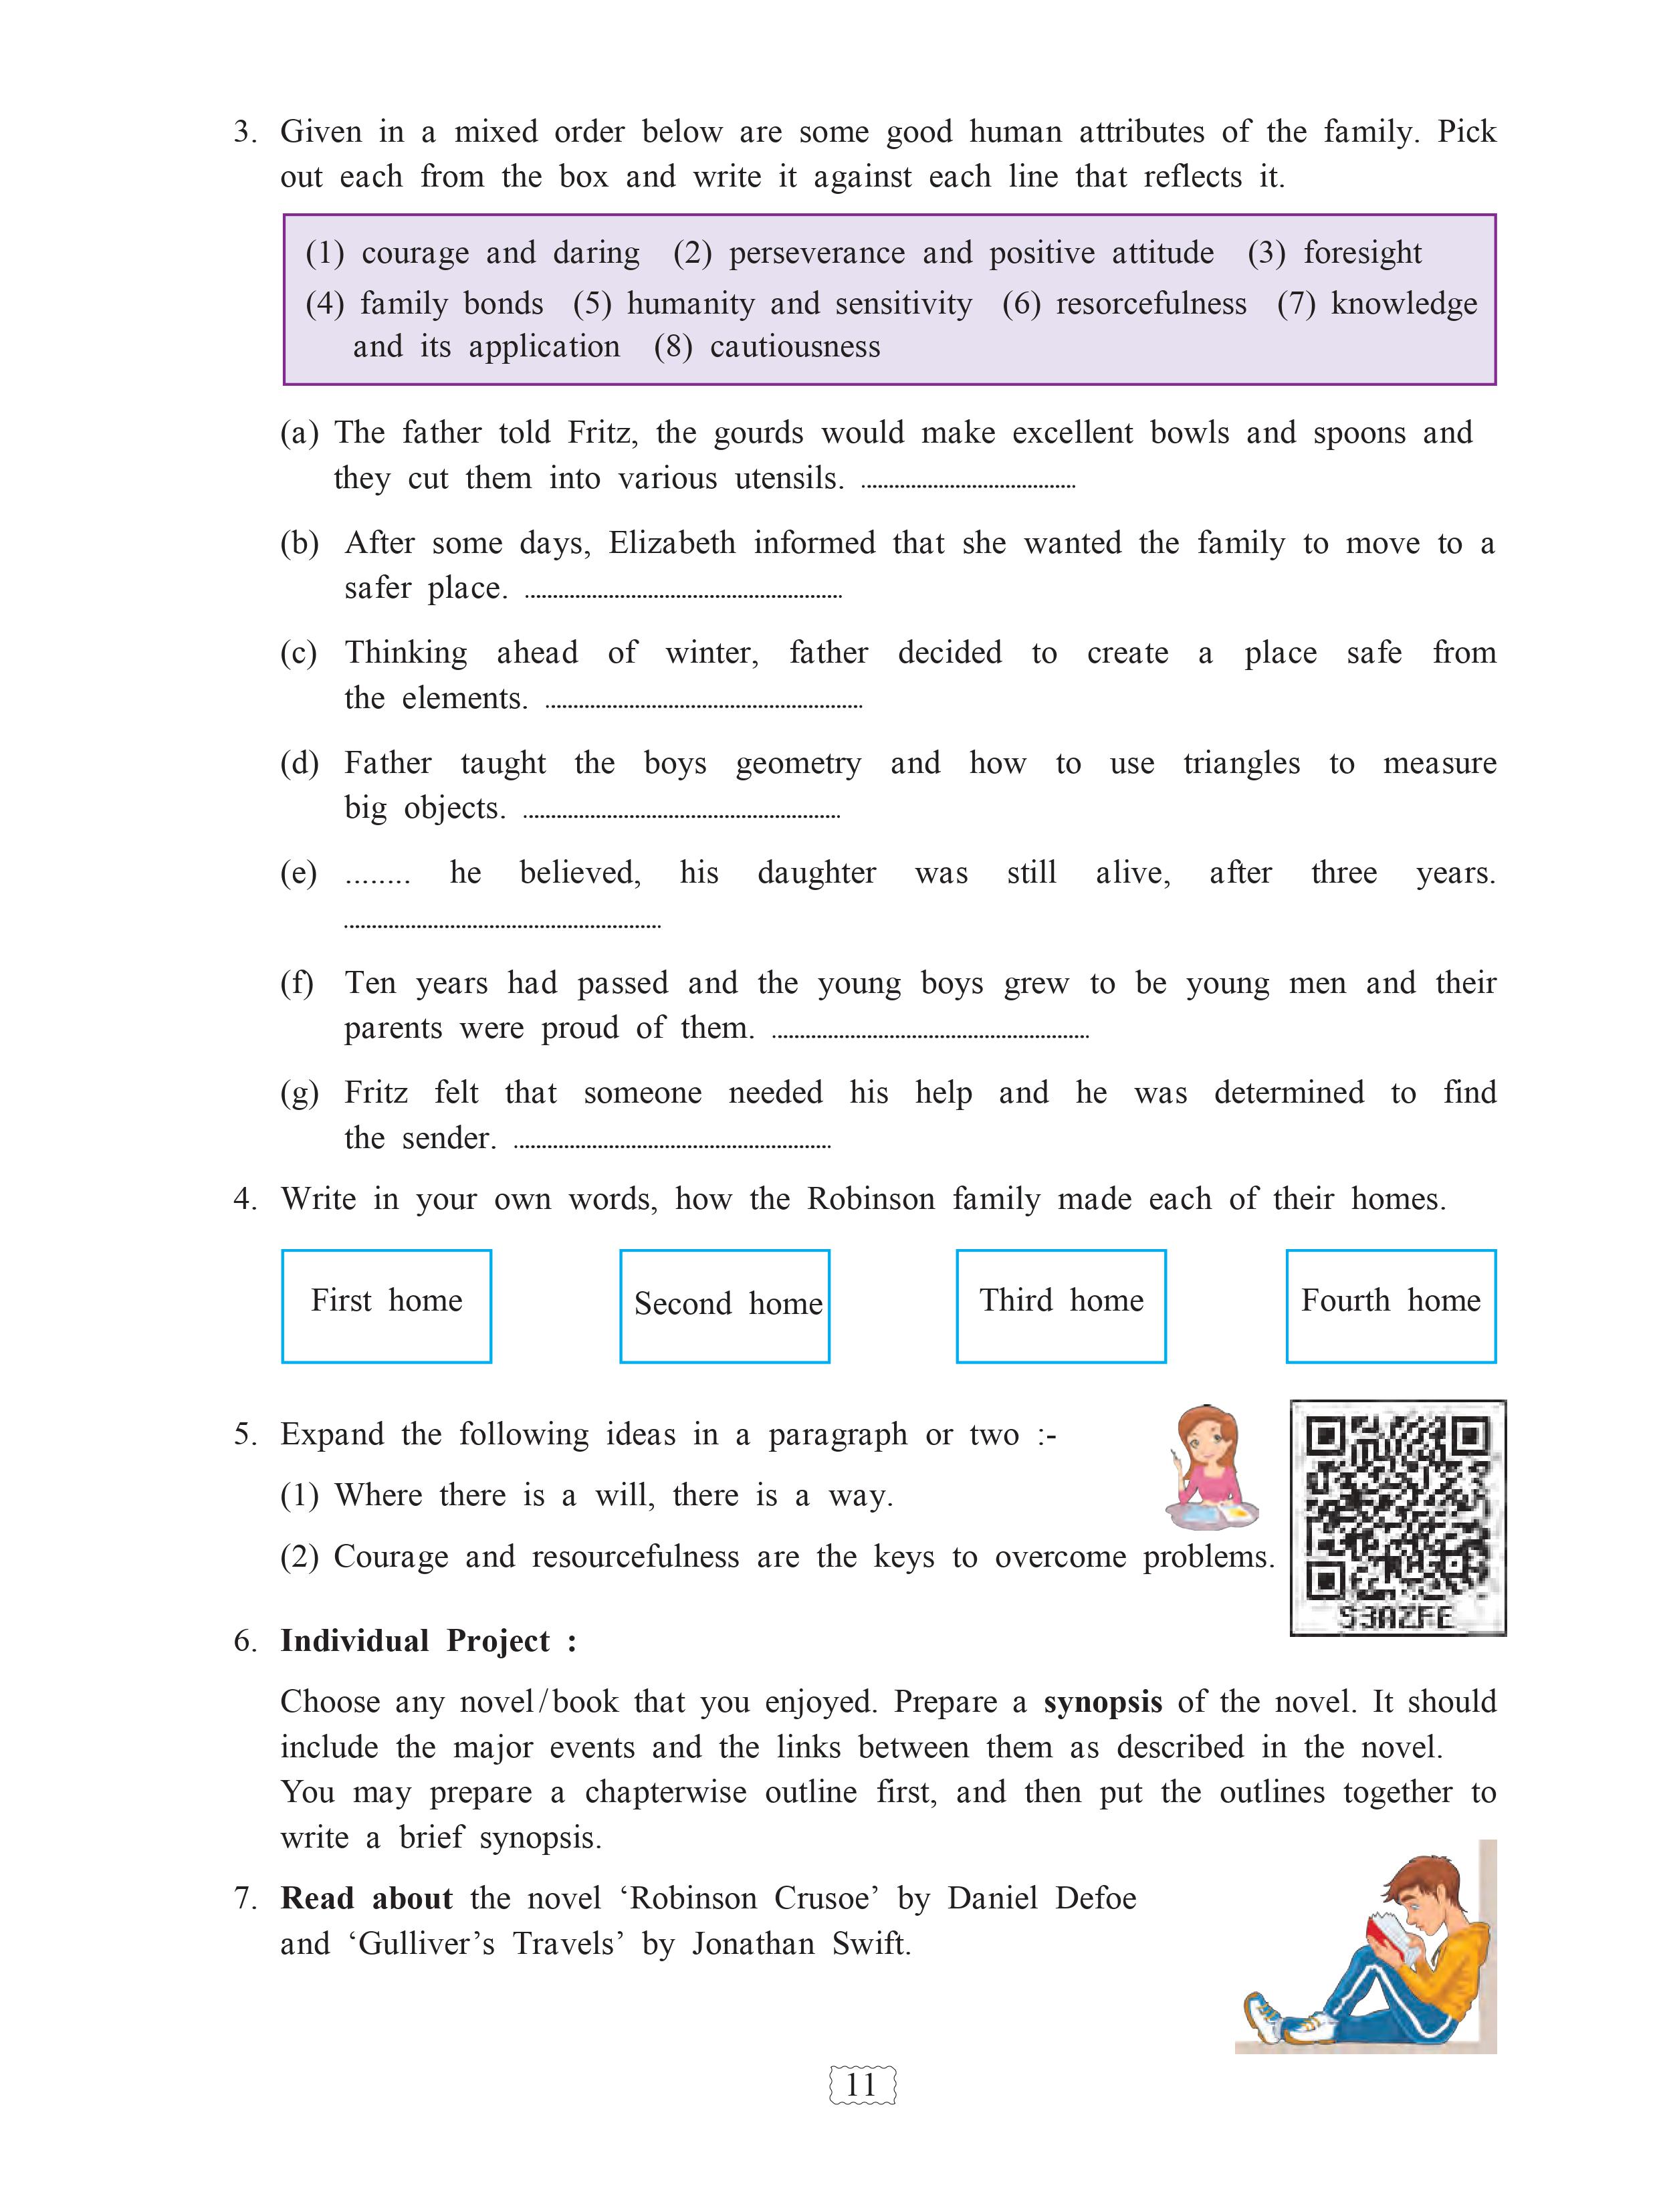 3. Given in a mixed order below are some good human attributes of the family. Pick
out each from the box and write it against each line that reflects it.
(1) courage and daring (2) perseverance and positive attitude (3) foresight
(4) family bonds (5) humanity and sensitivity (6) resorcefulness (7) knowledge
and its application (8) cautiousness
(a) The father told Fritz, the gourds would make excellent bowls and spoons and
they cut them into various utensils. ........................................
(b) After some days, Elizabeth informed that she wanted the family to move to a
safer place. ........................................
(c) Thinking ahead of winter, father decided to create a place safe from
the elements. ........................................
(d) Father taught the boys geometry and how to use triangles to measure
big objects. ........................................
(e) ........ he believed, his daughter was still alive, after three years.
........................................
(f) Ten years had passed and the young boys grew to be young men and their
parents were proud of them. ........................................
(g) Fritz felt that someone needed his help and he was determined to find
the sender. ........................................
4. Write in your own words, how the Robinson family made each of their homes.
First home Second home Third home Fourth home
5. Expand the following ideas in a paragraph or two :-
(1) Where there is a will, there is a way.
(2) Courage and resourcefulness are the keys to overcome problems.
S3AZFE
6. Individual Project :
Choose any novel/book that you enjoyed. Prepare a synopsis of the novel. It should
include the major events and the links between them as described in the novel.
You may prepare a chapterwise outline first, and then put the outlines together to
write a brief synopsis.
7. Read about the novel ‘Robinson Crusoe’ by Daniel Defoe
and ‘Gulliver’s Travels’ by Jonathan Swift.
11